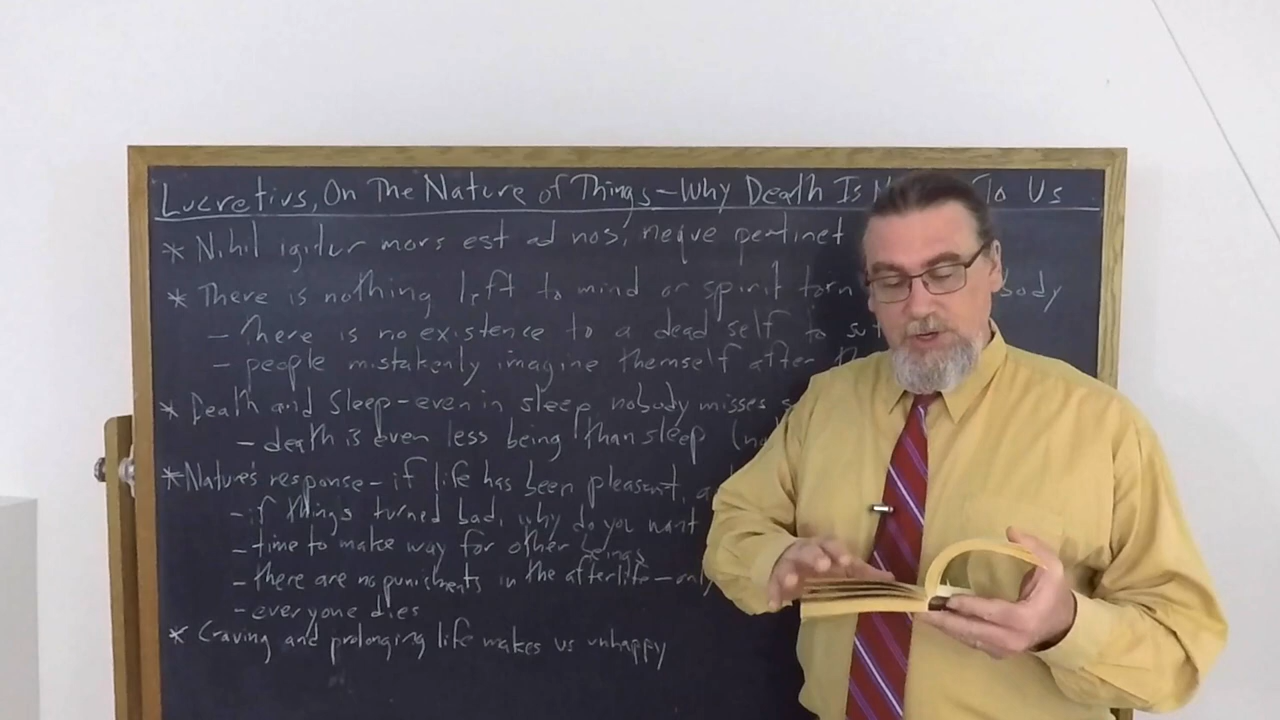 Lucretius, On The Nature of Things - Why Death Is To Us
* Nihil igitur mors est ad nos, neque pertinet
* There is nothing left to mind or spirit torn body
- there is no existence to a dead self to
- people mistakenly imagine themself after
* Death and Sleep - even in sleep nobody misses
- death is even less being than sleep
* Nature's response - if life has been pleasant,
- if things turned bad, why do you want
- time to make way for other beings
- there are no punishments in the afterlife - only
- everyone dies
* Craving and prolonging life makes us unhappy